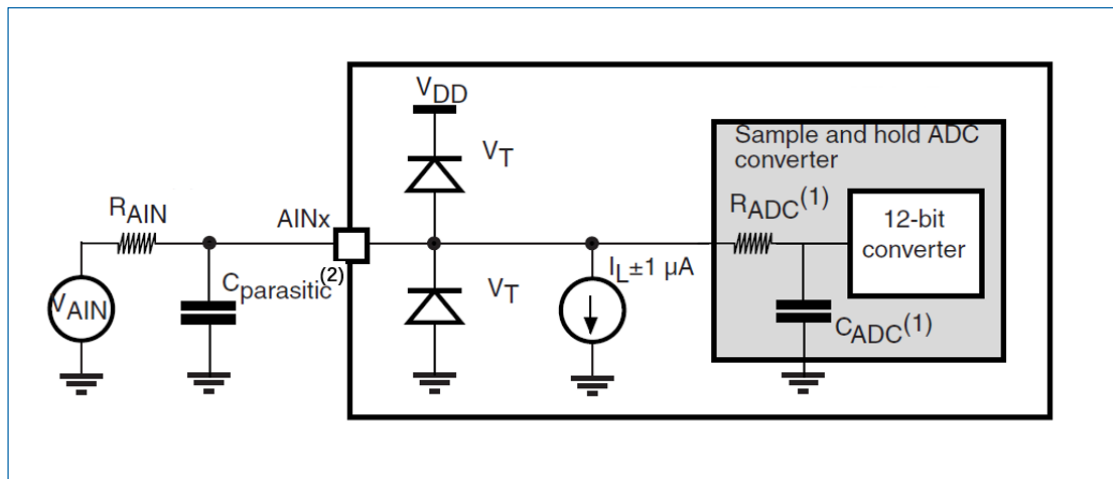 VDD
VT
Sample and hold ADC
converter
RAIN
AINx
RADC(1)
12-bit
converter
VAIN
Cparasitic(2)
VT
IL±1 µA
CADC(1)